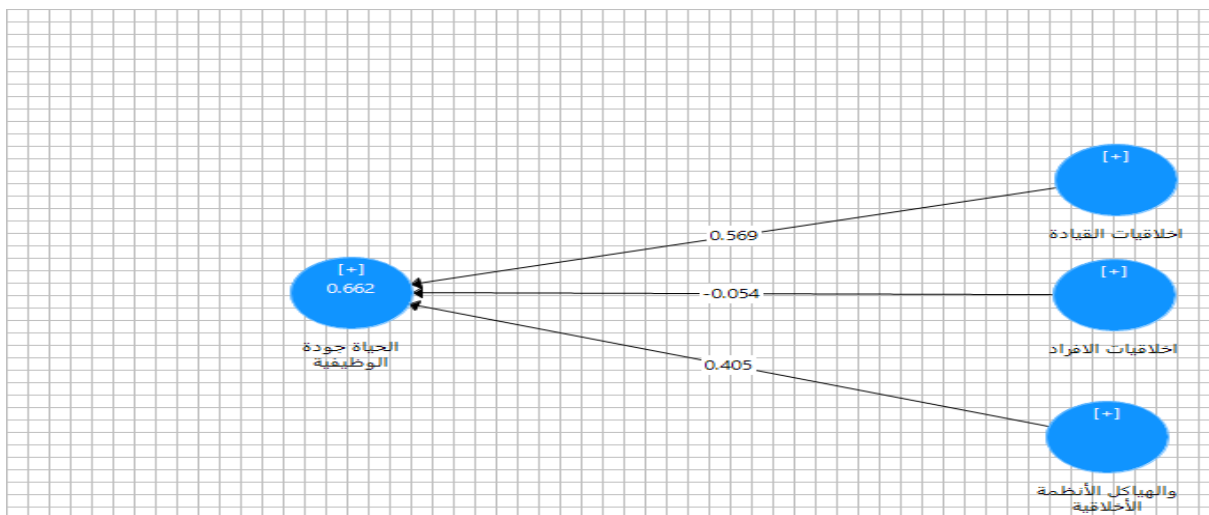 [+]
اخلاقيات القيادة
0.569
[+]
0.662
الحياة جودة
الوظيفية
-0.054
[+]
اخلاقيات الافراد
0.405
[+]
والهياكل الأنظمة
الأخلاقية